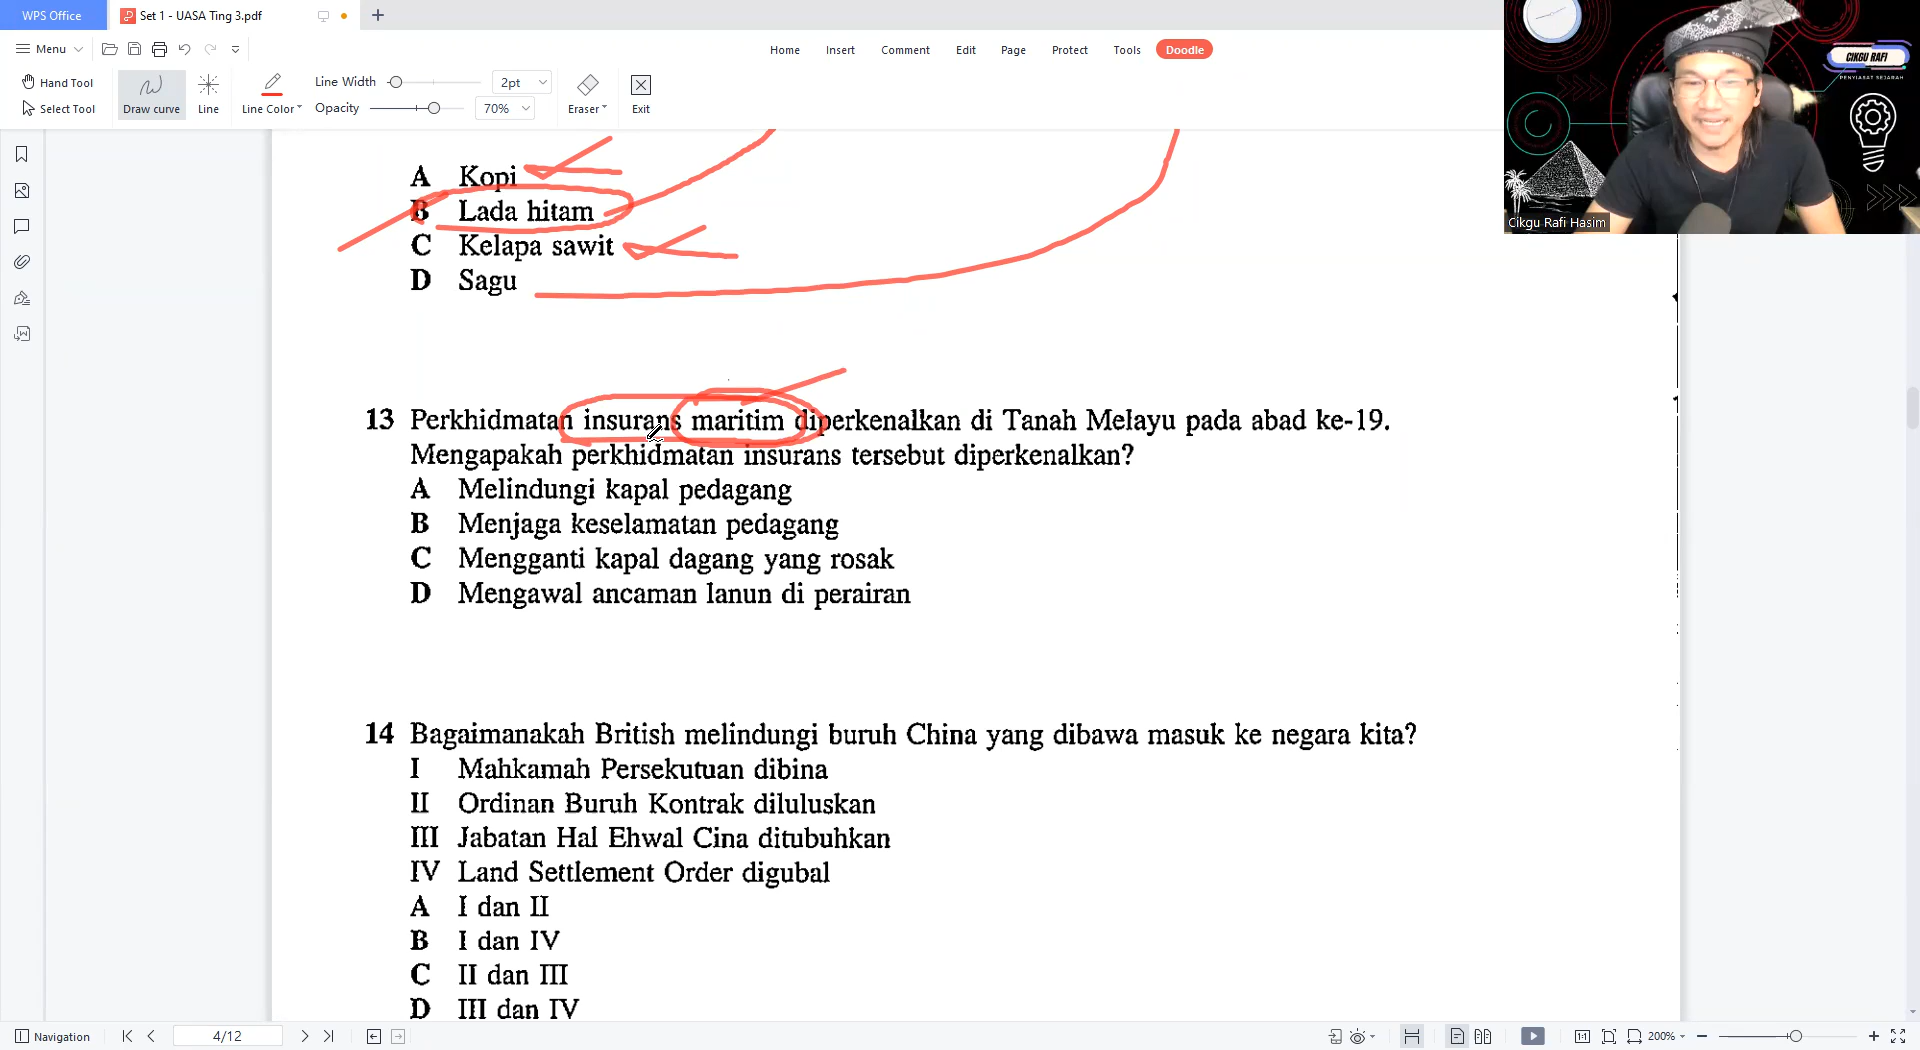 WPS Office
Set 1 - UASA Ting 3.pdf
Menu
Home
Insert
Comment
Edit
Page
Protect
Tools
Doodle
Hand Tool
Select Tool
Draw curve
Line
Line Color
Line Width
2pt
Opacity
70%
Eraser
Exit
CIKGU RAFI
PENYIASAT SEJARAH
Cikgu Rafi Hasim
A Kopi
B Lada hitam
C Kelapa sawit
D Sagu
13 Perkhidmatan insurans maritim diperkenalkan di Tanah Melayu pada abad ke-19.
Mengapakah perkhidmatan insurans tersebut diperkenalkan?
A Melindungi kapal pedagang
B Menjaga keselamatan pedagang
C Mengganti kapal dagang yang rosak
D Mengawal ancaman lanun di perairan
14 Bagaimanakah British melindungi buruh China yang dibawa masuk ke negara kita?
I Mahkamah Persekutuan dibina
II Ordinan Buruh Kontrak diluluskan
III Jabatan Hal Ehwal Cina ditubuhkan
IV Land Settlement Order digubal
A I dan II
B I dan IV
C II dan III
D III dan IV
Navigation
4/12
200%